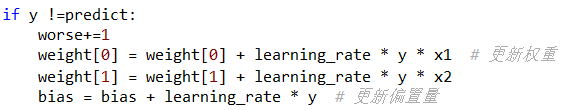 if y !=predict:
    worse+=1
    weight[0] = weight[0] + learning_rate * y * x1  # 更新权重
    weight[1] = weight[1] + learning_rate * y * x2
    bias = bias + learning_rate * y  # 更新偏置量